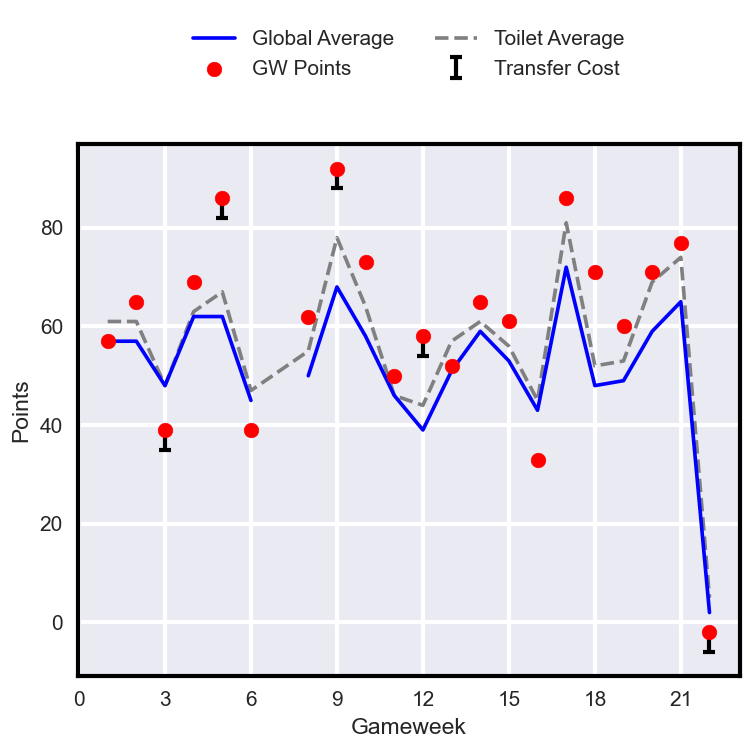 Global Average
Toilet Average
GW Points
Transfer Cost
80
60
40
20
0
Points
0 3 6 9 12 15 18 21
Gameweek